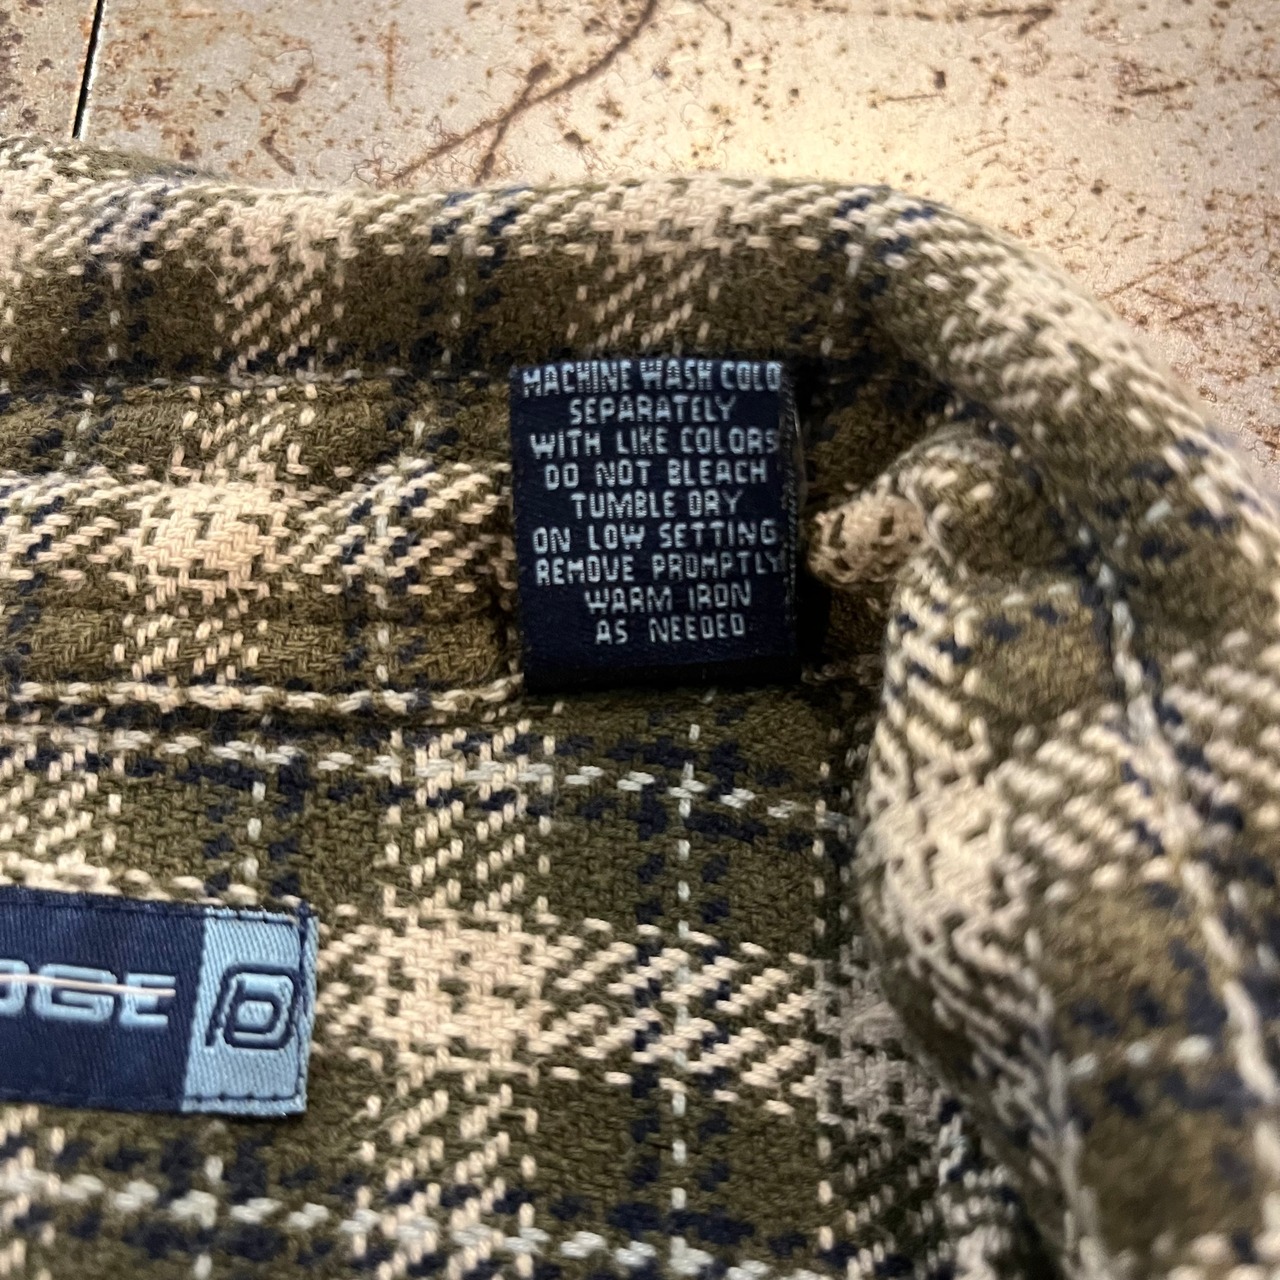 MACHINE WASH COLD
SEPARATELY
WITH LIKE COLORS
DO NOT BLEACH
TUMBLE DRY
ON LOW SETTING
REMOVE PROMPTLY
WARM IRON
AS NEEDED